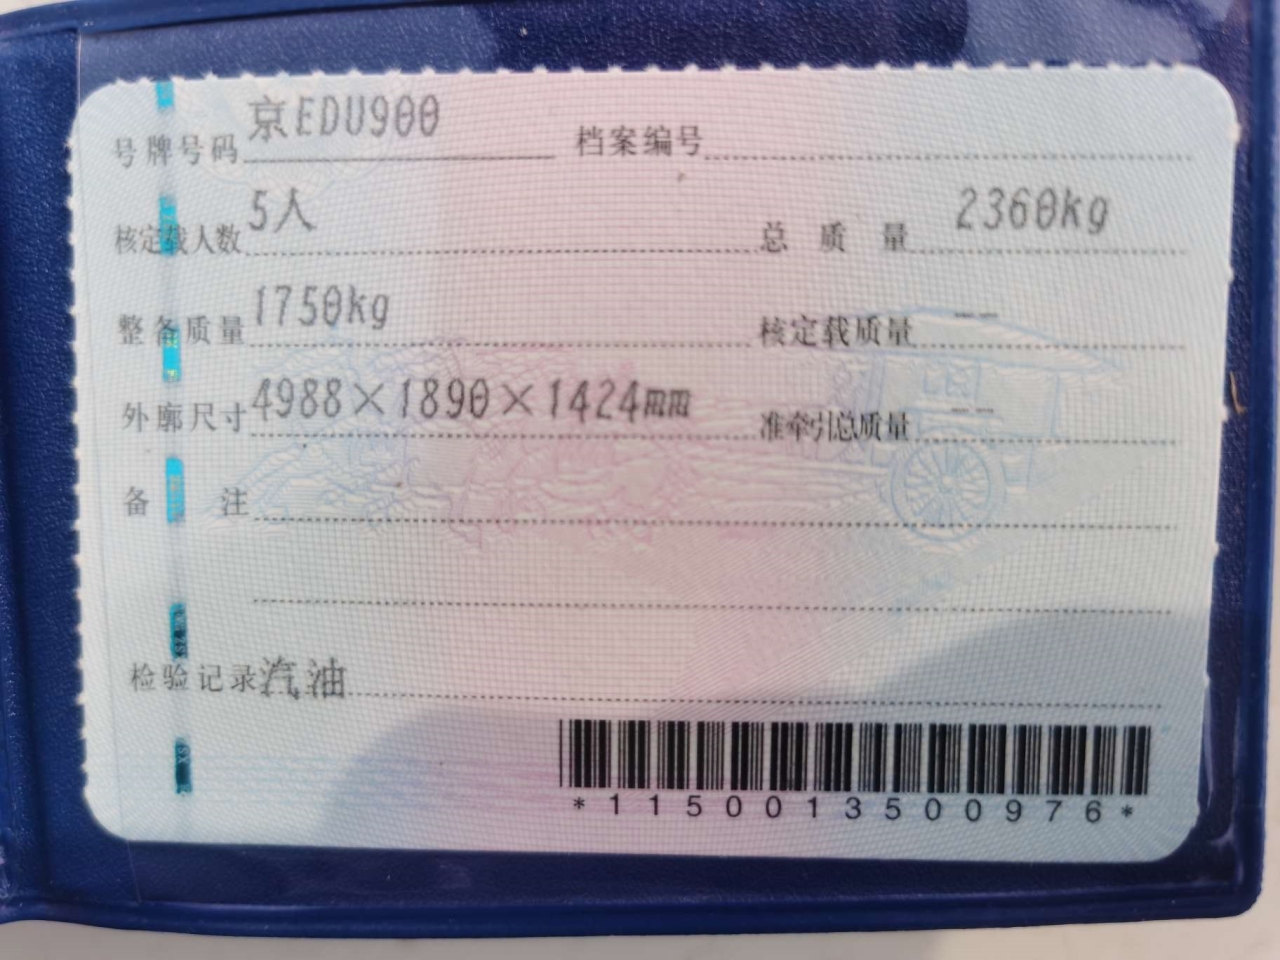 号牌号码 京EDU900 档案编号
核定载人数 5人 总质量 2360kg
整备质量 1750kg 核定载质量 --
外廓尺寸 4988×1890×1424mm 准牵引总质量 --
备注
检验记录 汽油
*1150013500976*